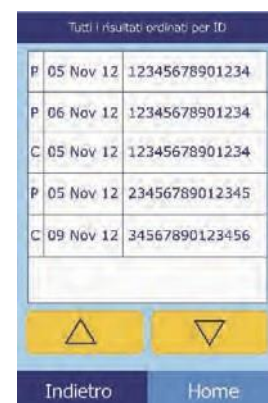 Tutti i risultati ordinati per ID
P 05 Nov 12 12345678901234
P 06 Nov 12 12345678901234
C 05 Nov 12 12345678901234
P 05 Nov 12 23456789012345
C 09 Nov 12 34567890123456
Indietro Home